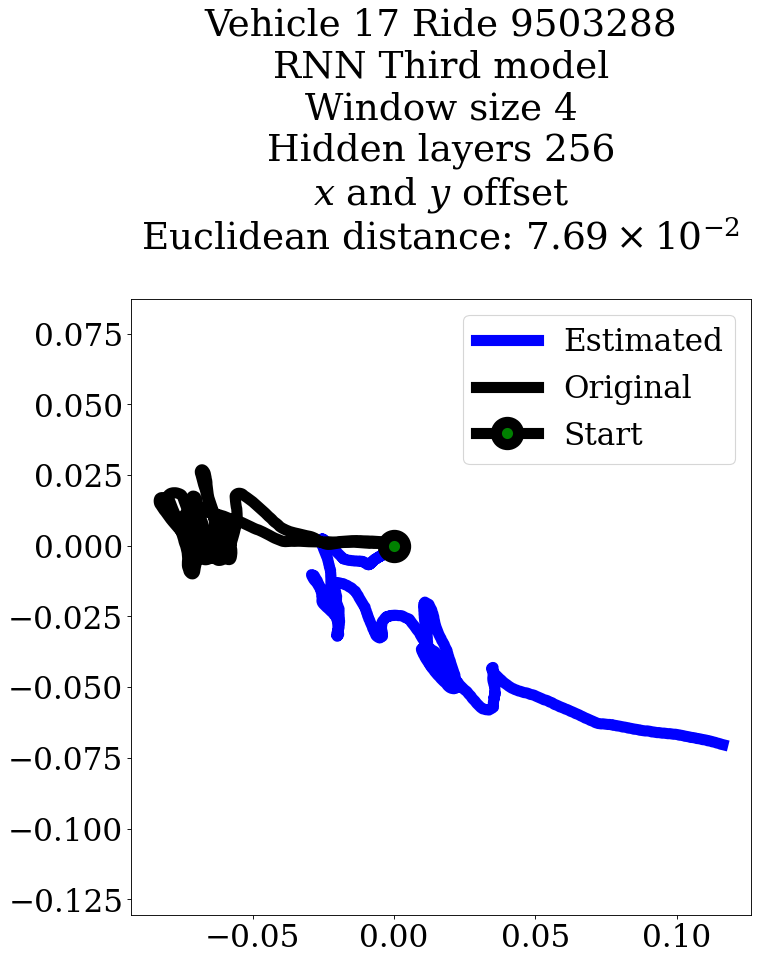 Vehicle 17 Ride 9503288
RNN Third model
Window size 4
Hidden layers 256
x and y offset
Euclidean distance: 7.69 × 10⁻²
Estimated
Original
Start
0.075
0.050
0.025
0.000
−0.025
−0.050
−0.075
−0.100
−0.125
−0.05 0.00 0.05 0.10